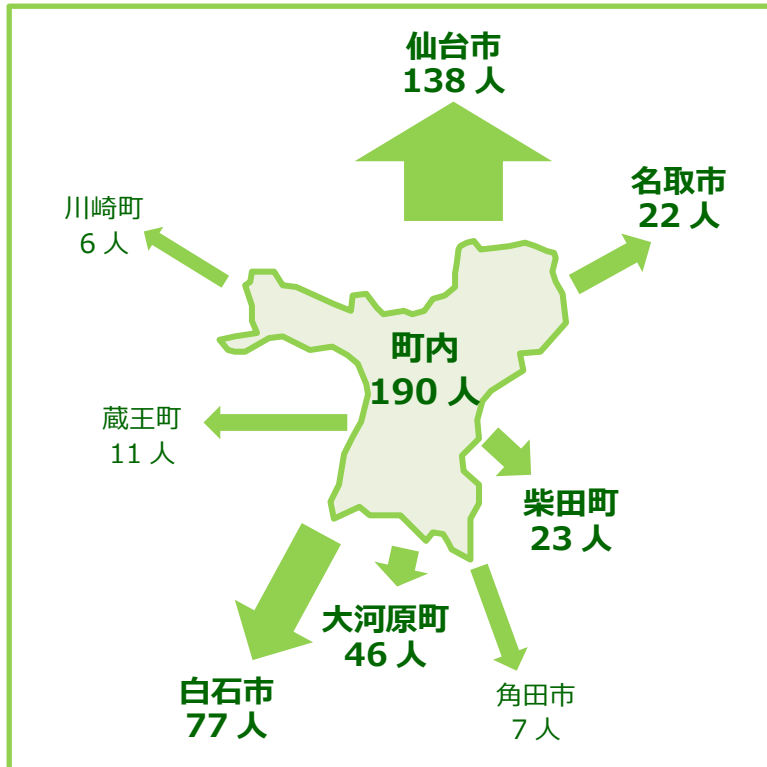 仙台市
138 人
名取市
22 人
川崎町
6 人
町内
190 人
蔵王町
11 人
柴田町
23 人
大河原町
46 人
白石市
77 人
角田市
7 人